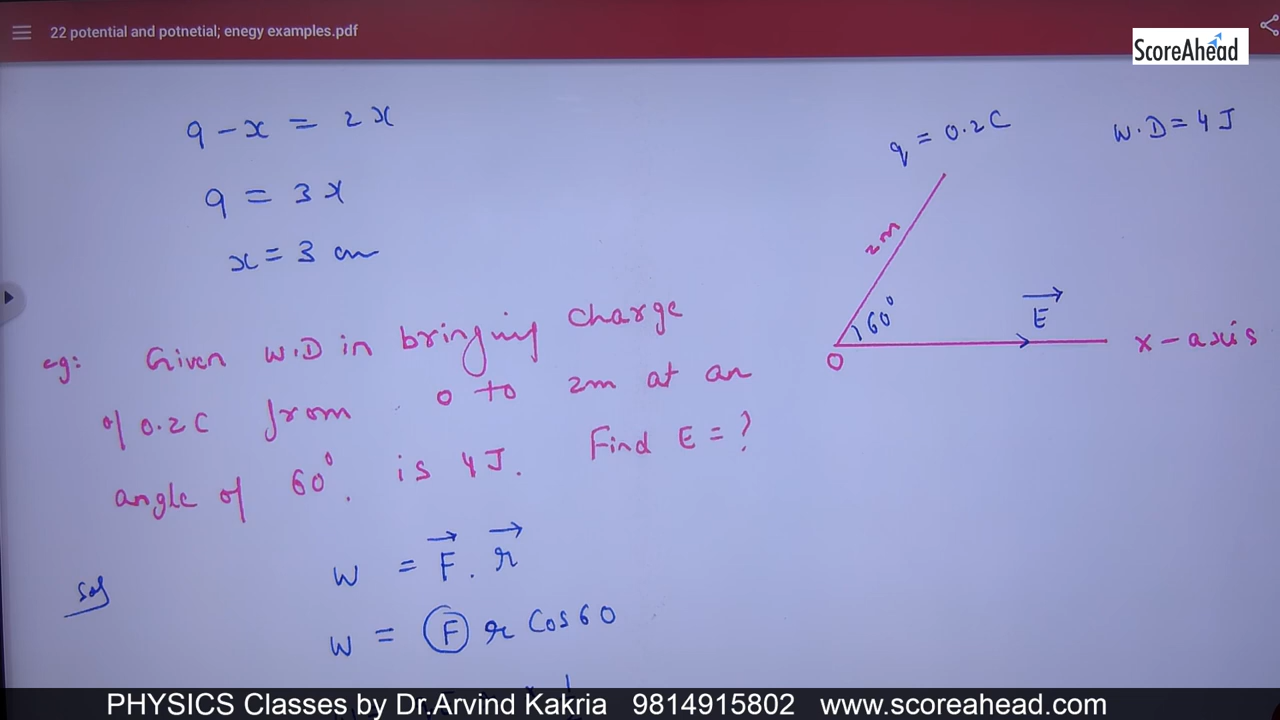 22 potential and potnetial; enegy examples.pdf
ScoreAhead
9 - x = 2x
9 = 3x
x = 3 cm
q = 0.2C
W.D = 4 J
2m
60°
E
O
x-axis
eg: Given W.D in bringing charge
of 0.2C from 0 to 2m at an
angle of 60°. is 4J. Find E = ?
Sol
W = F . r
W = F r Cos 60
PHYSICS Classes by Dr.Arvind Kakria 9814915802 www.scoreahead.com